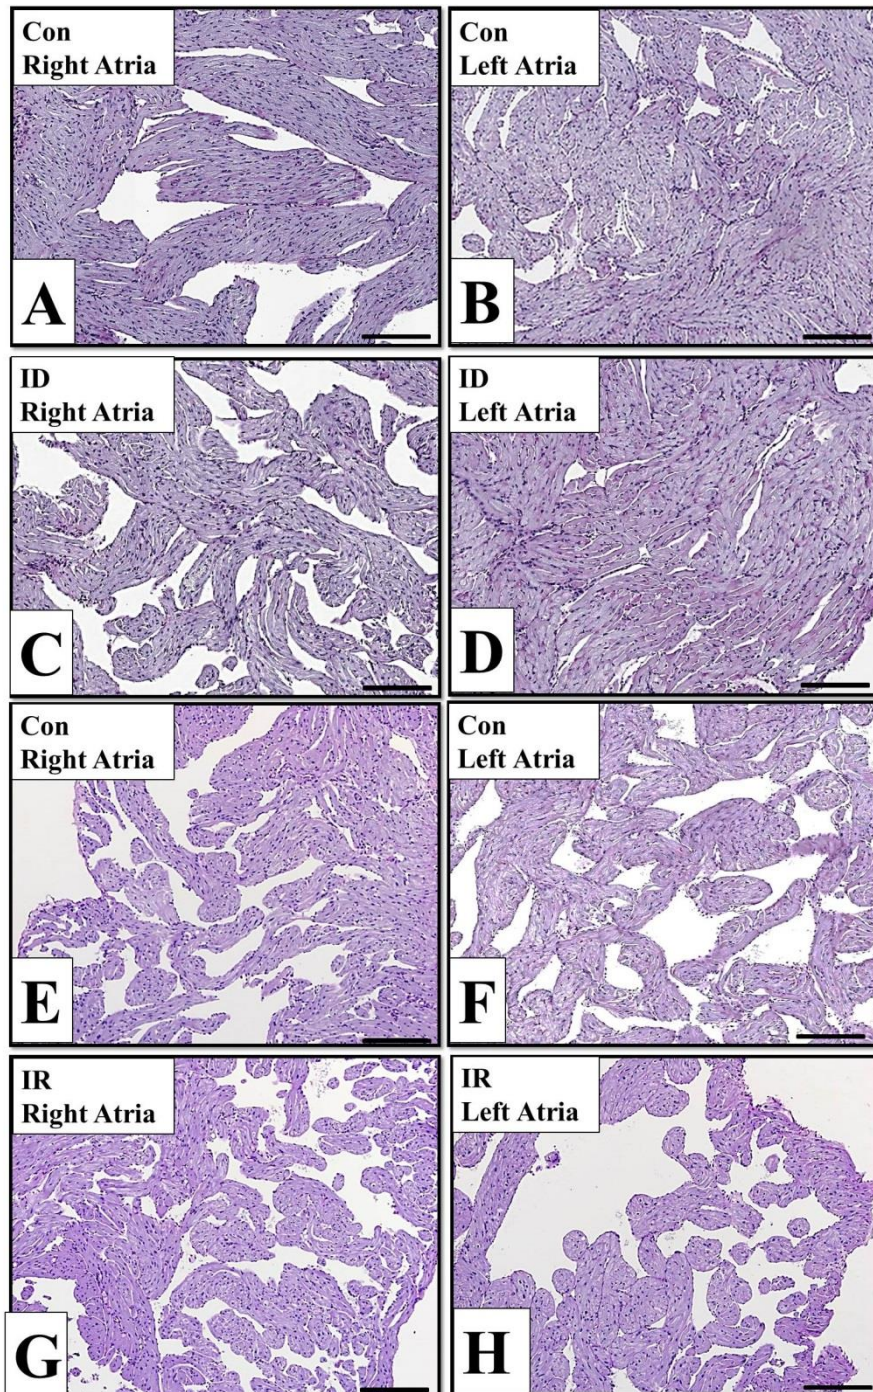 Con
Right Atria
A
Con
Left Atria
B
ID
Right Atria
C
ID
Left Atria
D
Con
Right Atria
E
Con
Left Atria
F
IR
Right Atria
G
IR
Left Atria
H